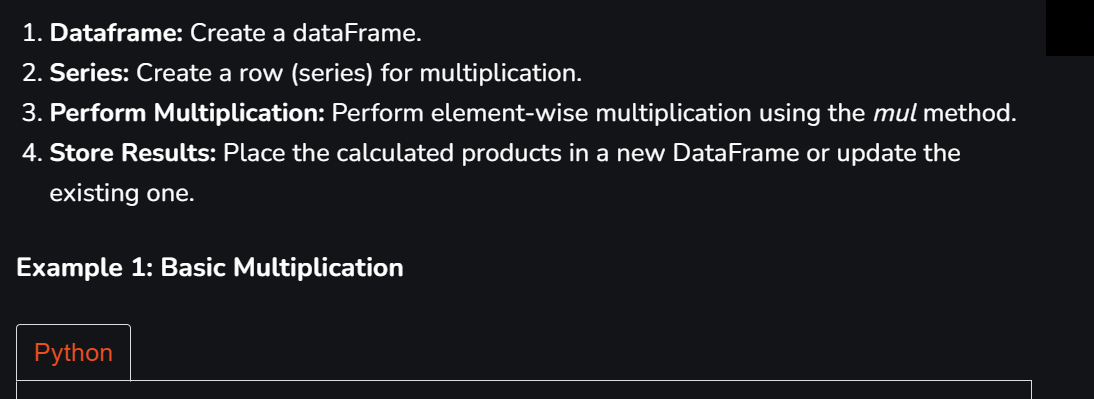 1. Dataframe: Create a dataFrame.
2. Series: Create a row (series) for multiplication.
3. Perform Multiplication: Perform element-wise multiplication using the mul method.
4. Store Results: Place the calculated products in a new DataFrame or update the
existing one.
Example 1: Basic Multiplication
Python